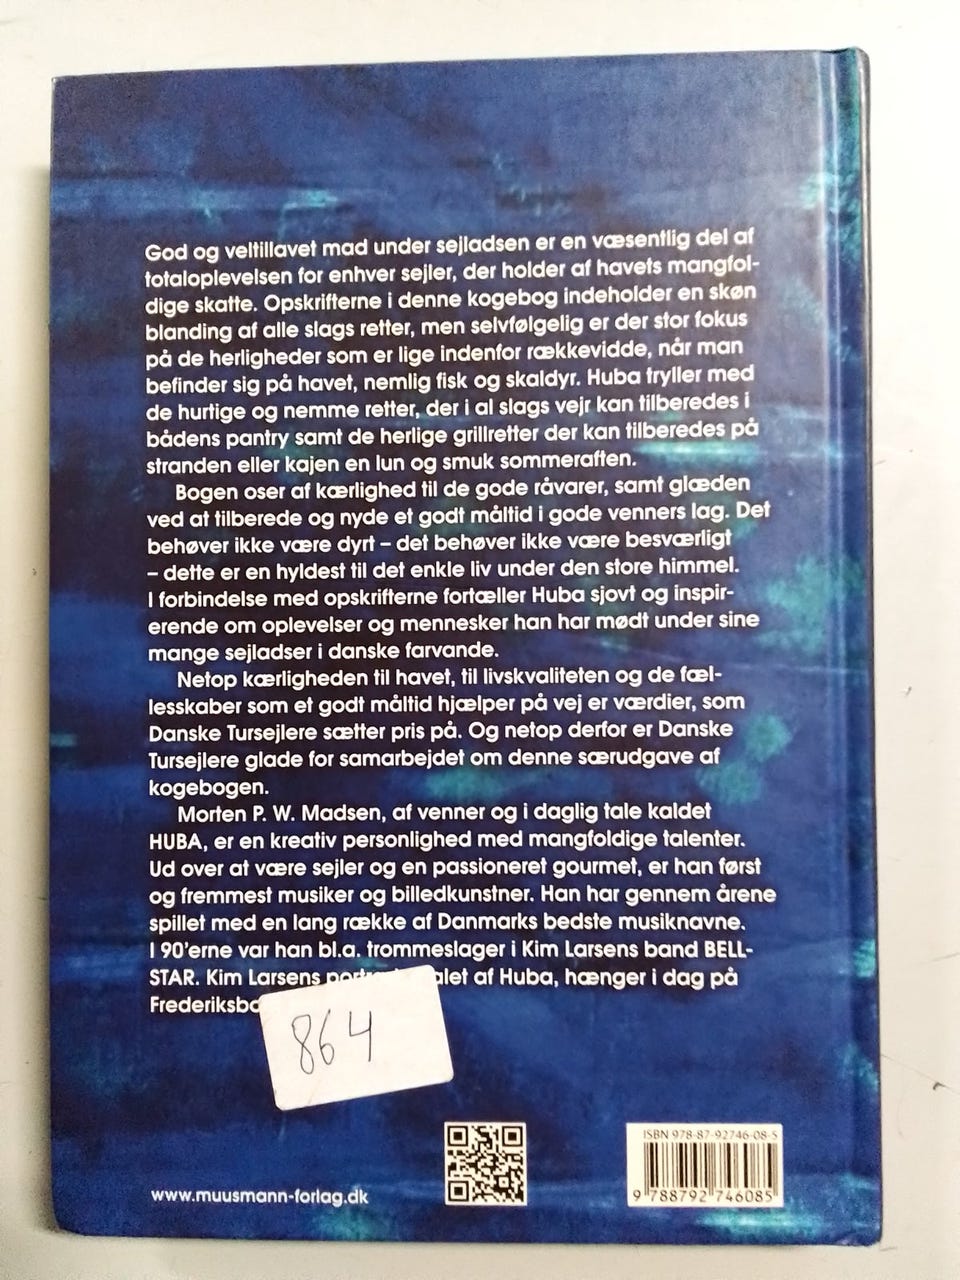 God og veltillavet mad under sejladsen er en væsentlig del af
totaloplevelsen for enhver sejler, der holder af havets mangfol-
dige skatte. Opskrifterne i denne kogebog indeholder en skøn
blanding af alle slags retter, men selvfølgelig er der stor fokus
på de herligheder som er lige indenfor rækkevidde, når man
befinder sig på havet, nemlig fisk og skaldyr. Huba tryller med
de hurtige og nemme retter, der i al slags vejr kan tilberedes i
bådens pantry samt de herlige grillretter der kan tilberedes på
stranden eller kajen en lun og smuk sommeraften.
Bogen oser af kærlighed til de gode råvarer, samt glæden
ved at tilberede og nyde et godt måltid i gode venners lag. Det
behøver ikke være dyrt – det behøver ikke være besværligt
– dette er en hyldest til det enkle liv under den store himmel.
I forbindelse med opskrifterne fortæller Huba sjovt og inspir-
erende om oplevelser og mennesker han har mødt under sine
mange sejladser i danske farvande.
Netop kærligheden til havet, til livskvaliteten og de fæl-
lesskaber som et godt måltid hjælper på vej er værdier, som
Danske Tursejlere sætter pris på. Og netop derfor er Danske
Tursejlere glade for samarbejdet om denne særudgave af
kogebogen.
Morten P. W. Madsen, af venner og i daglig tale kaldet
HUBA, er en kreativ personlighed med mangfoldige talenter.
Ud over at være sejler og en passioneret gourmet, er han først
og fremmest musiker og billedkunstner. Han har gennem årene
spillet med en lang række af Danmarks bedste musiknavne.
I 90'erne var han bl.a. trommeslager i Kim Larsens band BELL-
STAR. Kim Larsens af Huba, hænger i dag på
864
ISBN 978-87-92746-08-5
9 788792 746085
www.muusmann-forlag.dk